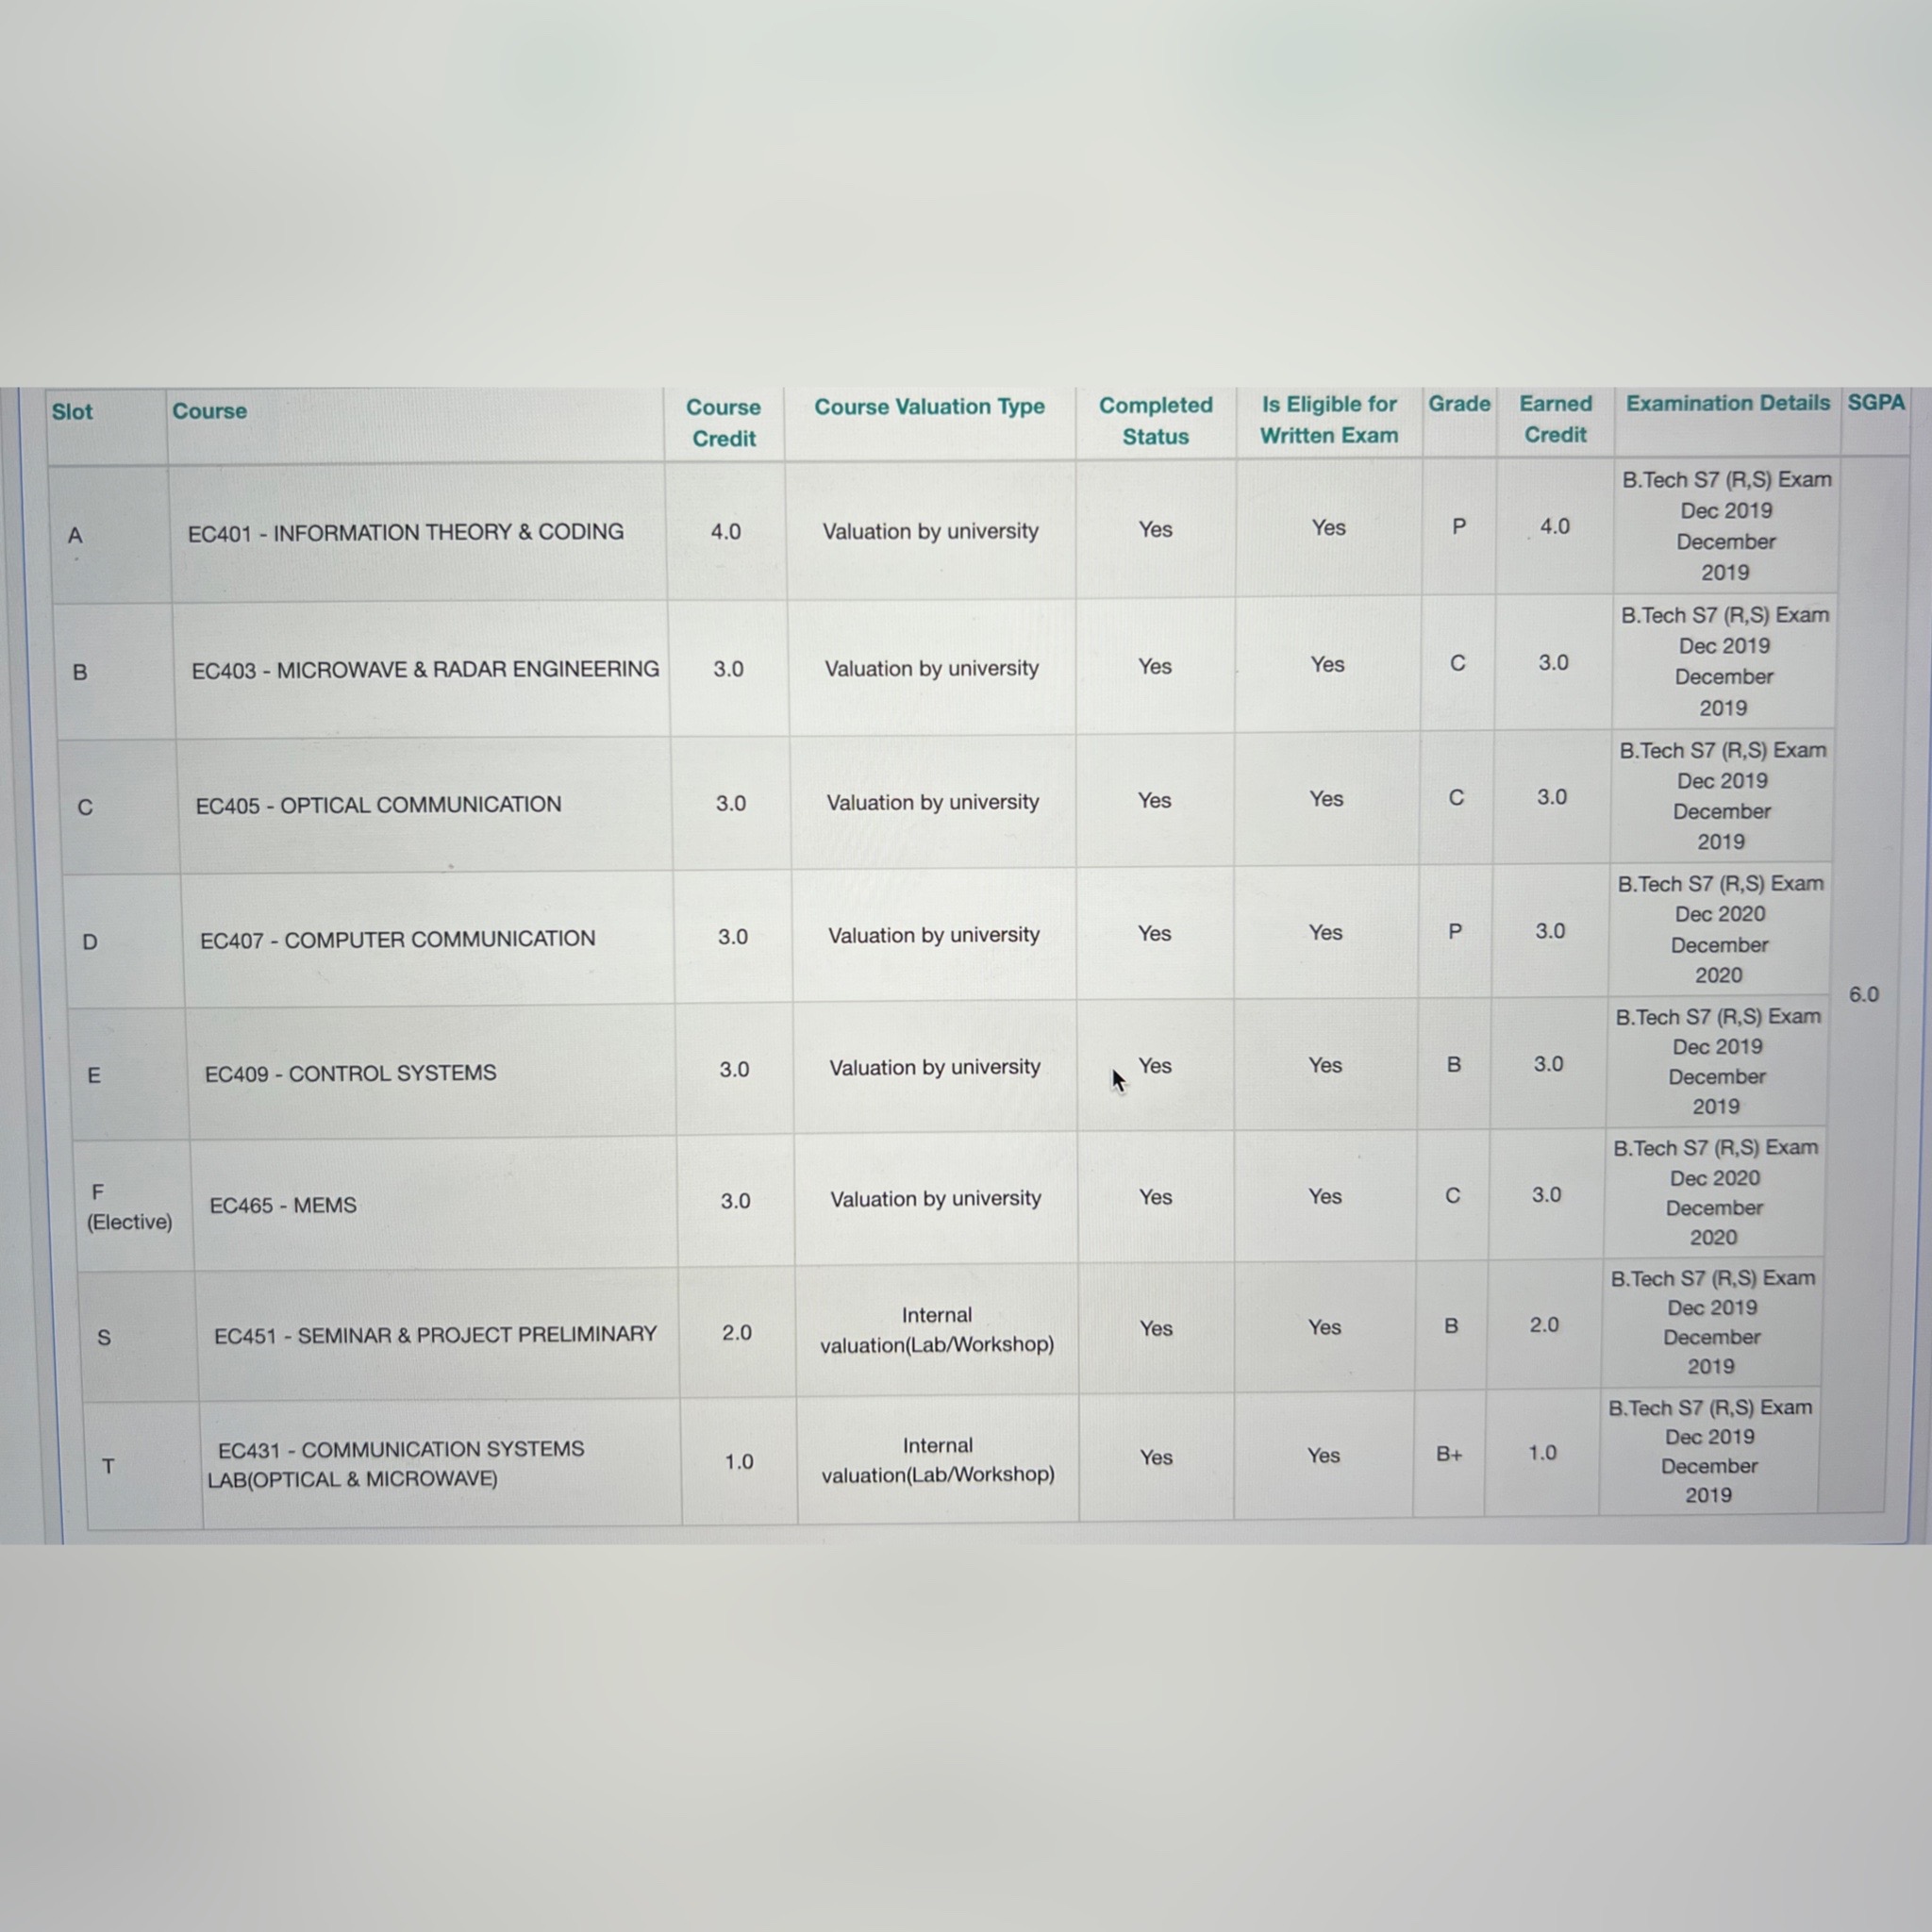 Slot Course Course Credit Course Valuation Type Completed Status Is Eligible for Written Exam Grade Earned Credit Examination Details SGPA
A EC401 - INFORMATION THEORY & CODING 4.0 Valuation by university Yes Yes P 4.0 B.Tech S7 (R,S) Exam
Dec 2019
December
2019
B EC403 - MICROWAVE & RADAR ENGINEERING 3.0 Valuation by university Yes Yes C 3.0 B.Tech S7 (R,S) Exam
Dec 2019
December
2019
C EC405 - OPTICAL COMMUNICATION 3.0 Valuation by university Yes Yes C 3.0 B.Tech S7 (R,S) Exam
Dec 2019
December
2019
D EC407 - COMPUTER COMMUNICATION 3.0 Valuation by university Yes Yes P 3.0 B.Tech S7 (R,S) Exam
Dec 2020
December
2020
6.0
E EC409 - CONTROL SYSTEMS 3.0 Valuation by university Yes Yes B 3.0 B.Tech S7 (R,S) Exam
Dec 2019
December
2019
F
(Elective) EC465 - MEMS 3.0 Valuation by university Yes Yes C 3.0 B.Tech S7 (R,S) Exam
Dec 2020
December
2020
S EC451 - SEMINAR & PROJECT PRELIMINARY 2.0 Internal
valuation(Lab/Workshop) Yes Yes B 2.0 B.Tech S7 (R,S) Exam
Dec 2019
December
2019
T EC431 - COMMUNICATION SYSTEMS
LAB(OPTICAL & MICROWAVE) 1.0 Internal
valuation(Lab/Workshop) Yes Yes B+ 1.0 B.Tech S7 (R,S) Exam
Dec 2019
December
2019